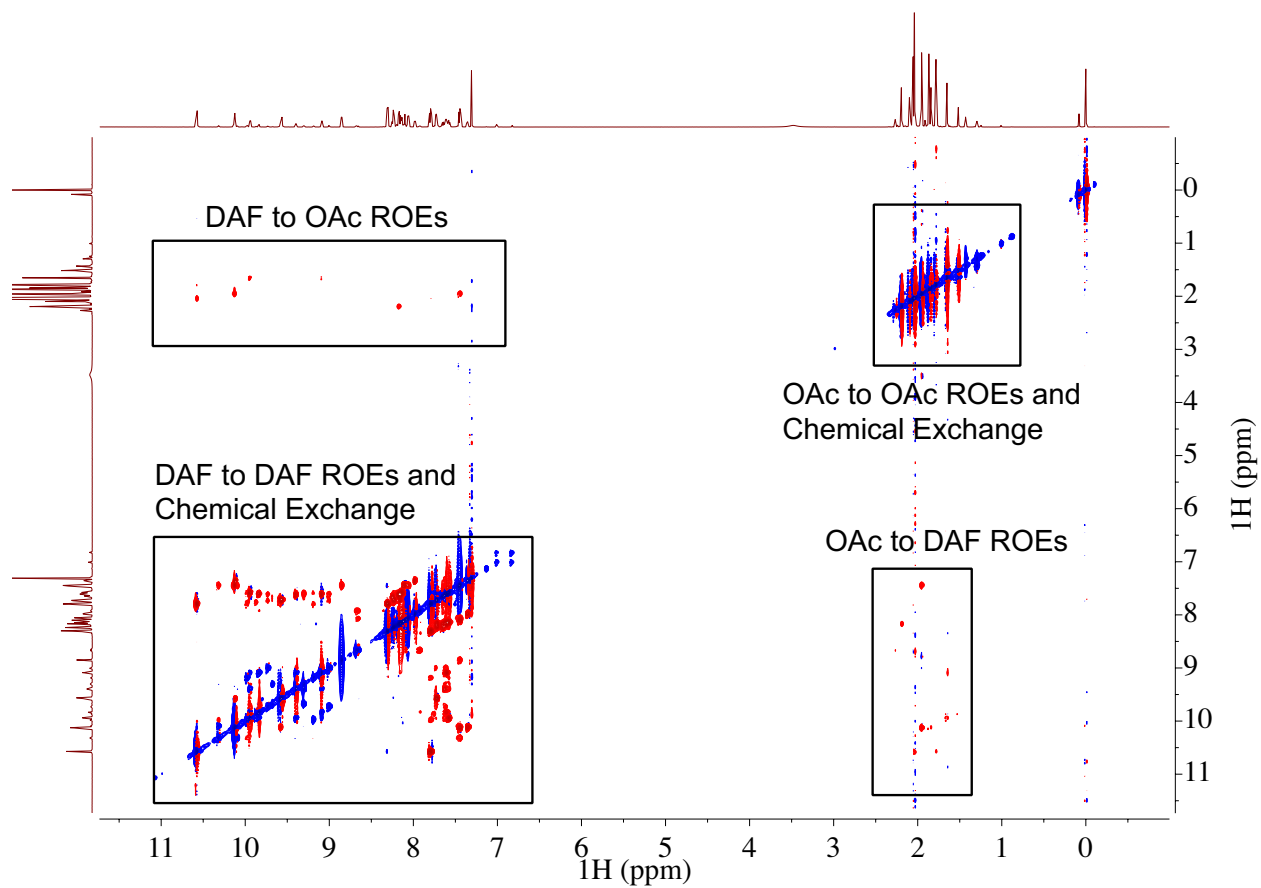 DAF to OAc ROEs
0
1
2
3
OAc to OAc ROEs and
Chemical Exchange
4
5
DAF to DAF ROEs and
Chemical Exchange
6
1H (ppm)
OAc to DAF ROEs
7
8
9
10
11
11 10 9 8 7 6 5 4 3 2 1 0
1H (ppm)